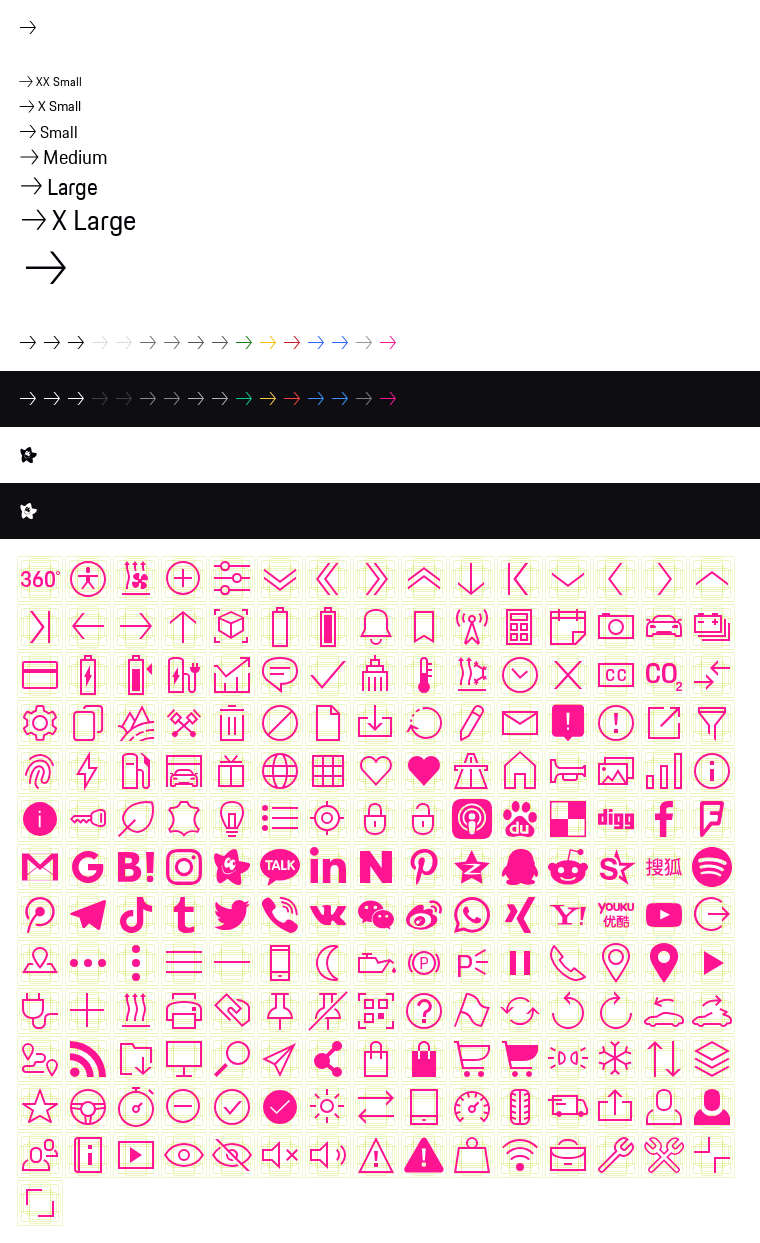 XX Small
X Small
Small
Medium
Large
X Large
360°
CC
CO2
du
digg
f
G
B!
TALK
in
N
搜狐
t
Y!
YOUKU
优酷
P
P